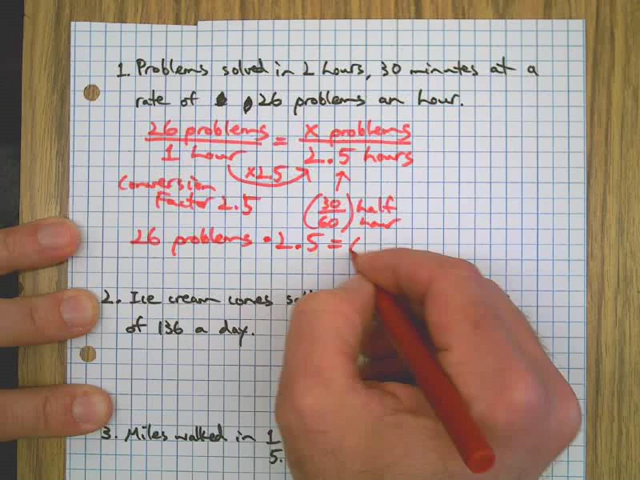 1. Problems solved in 2 hours, 30 minutes at a
rate of 26 problems an hour.
26 problems = x problems
1 hour 2.5 hours
x2.5
Conversion
Factor 2.5
(30/60) half hour
26 problems • 2.5 =
2. Ice cream cones
of 136 a day.
3. Miles walked in 1
5.